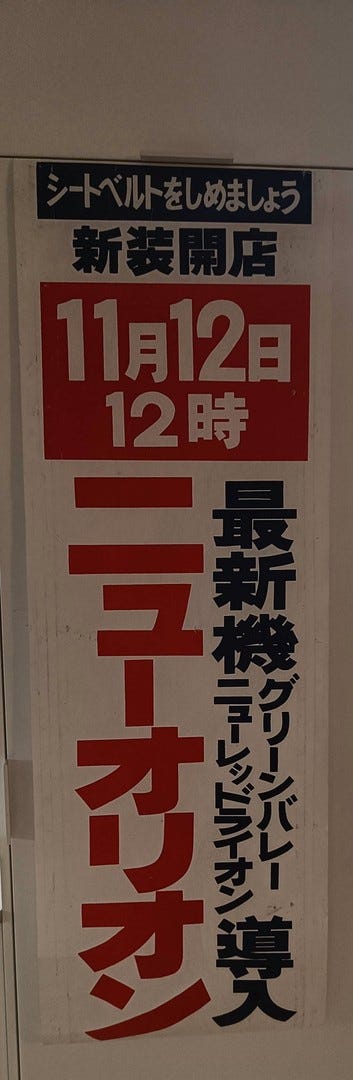 シートベルトをしめましょう
新装開店
11月12日
12時
最新機グリーンバレー
ニューレッドライオン導入
ニューオリオン